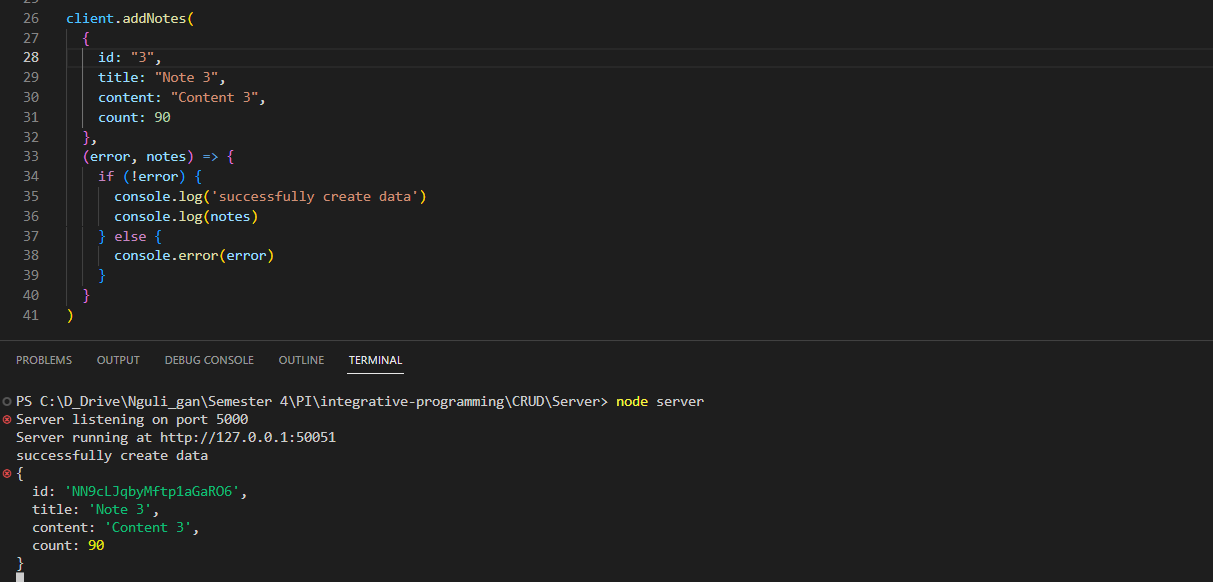 25
26 client.addNotes(
27 {
28 id: "3",
29 title: "Note 3",
30 content: "Content 3",
31 count: 90
32 },
33 (error, notes) => {
34 if (!error) {
35 console.log('successfully create data')
36 console.log(notes)
37 } else {
38 console.error(error)
39 }
40 }
41 )
PROBLEMS OUTPUT DEBUG CONSOLE OUTLINE TERMINAL
PS C:\D_Drive\Nguli_gan\Semester 4\PI\integrative-programming\CRUD\Server> node server
Server listening on port 5000
Server running at http://127.0.0.1:50051
successfully create data
{
id: 'NN9cLJqbyMftp1aGaRO6',
title: 'Note 3',
content: 'Content 3',
count: 90
}